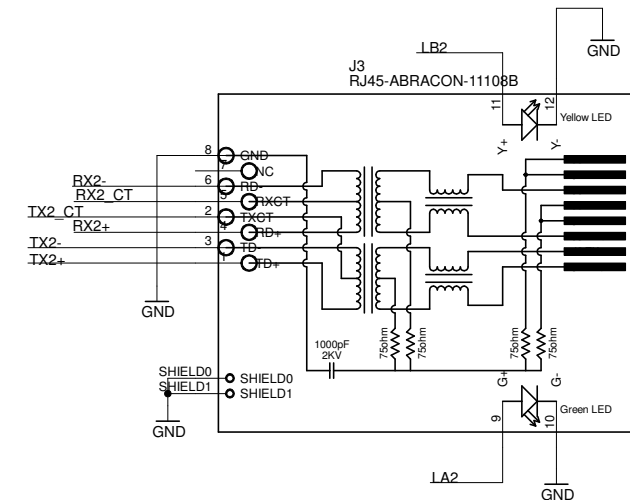 LB2
GND
J3
RJ45-ABRACON-11108B
11
12
Yellow LED
Y+
Y-
8
GND
7
NC
RX2-
6
RD-
RX2_CT
5
RXCT
TX2_CT
2
TXCT
RX2+
4
RD+
TX2-
3
TD-
TX2+
1
TD+
GND
1000pF
2KV
75ohm
75ohm
75ohm
75ohm
SHIELD0
SHIELD0
SHIELD1
SHIELD1
GND
G+
G-
Green LED
9
10
LA2
GND